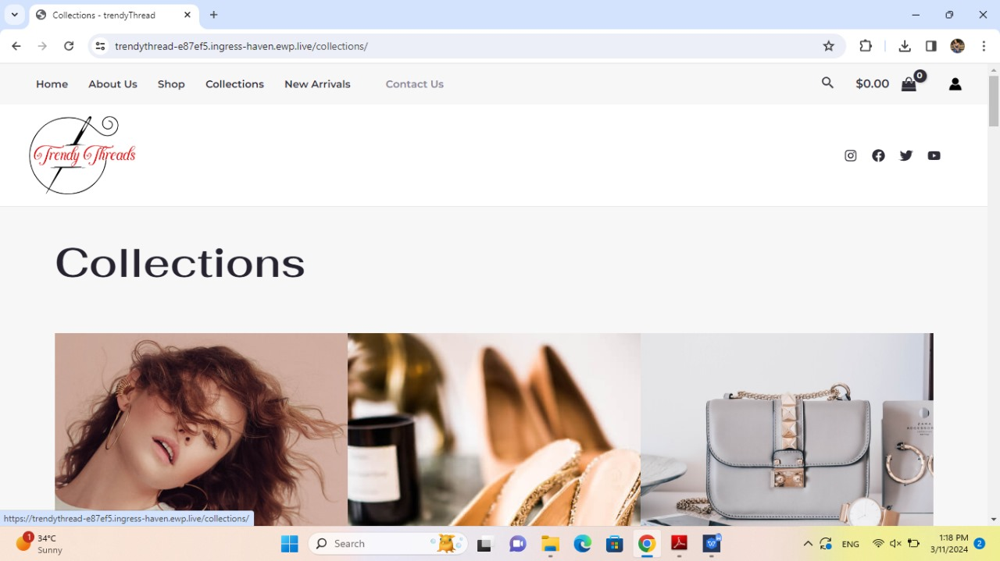 Collections - trendyThread
trendythread-e87ef5.ingress-haven.ewp.live/collections/
Home About Us Shop Collections New Arrivals Contact Us $0.00 0
Trendy Threads
Collections
ZARA
https://trendythread-e87ef5.ingress-haven.ewp.live/collections/
1
34°C
Sunny
Search
ENG
1:18 PM
3/11/2024
2